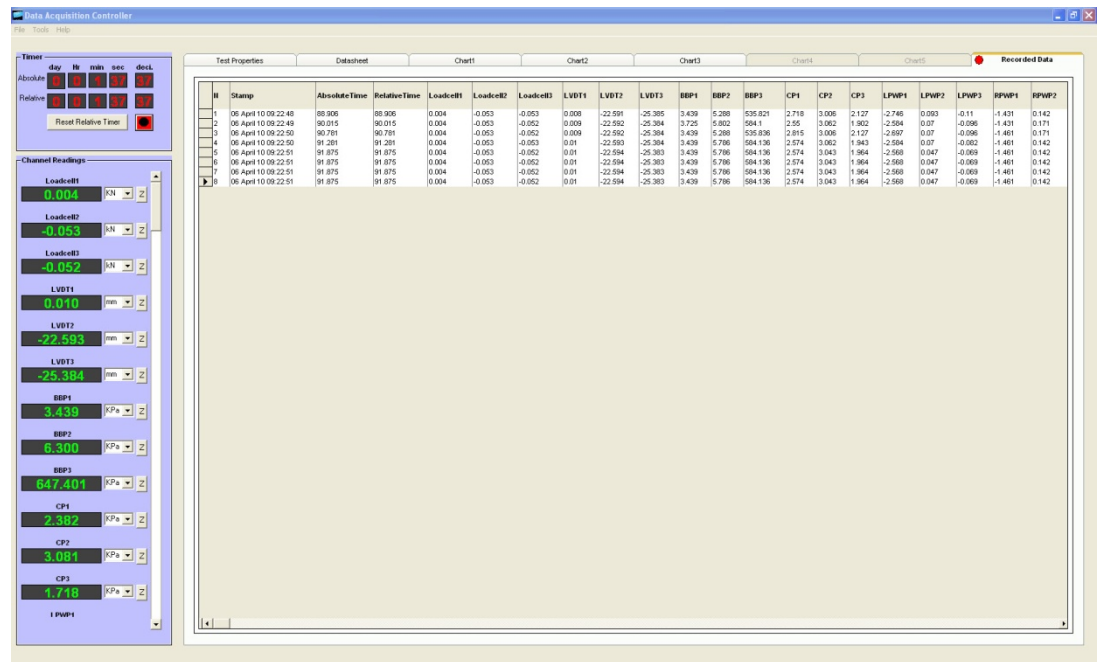 Data Acquisition Controller
File Tools Help
Timer
day Hr min sec deci.
Absolute 0 0 1 37 37
Relative 0 0 1 37 37
Reset Relative Timer
Channel Readings
Loadcell1
0.004 KN Z
Loadcell2
-0.053 kN Z
Loadcell3
-0.052 kN Z
LVDT1
0.010 mm Z
LVDT2
-22.593 mm Z
LVDT3
-25.384 mm Z
BBP1
3.439 KPa Z
BBP2
6.300 KPa Z
BBP3
647.401 KPa Z
CP1
2.382 KPa Z
CP2
3.081 KPa Z
CP3
1.718 KPa Z
LPWP1
Test Properties Datasheet Chart1 Chart2 Chart3 Chart4 Chart5 Recorded Data
N Stamp AbsoluteTime RelativeTime Loadcell1 Loadcell2 Loadcell3 LVDT1 LVDT2 LVDT3 BBP1 BBP2 BBP3 CP1 CP2 CP3 LPWP1 LPWP2 LPWP3 RPWP1 RPWP2
1 06 April 10 09:22:48 88.906 88.906 0.004 -0.053 -0.053 0.008 -22.591 -25.385 3.439 5.288 535.821 2.718 3.006 2.127 -2.746 0.093 -0.11 -1.431 0.142
2 06 April 10 09:22:49 90.015 90.015 0.004 -0.053 -0.052 0.009 -22.592 -25.384 3.725 5.802 584.1 2.55 3.062 1.902 -2.584 0.07 -0.096 -1.431 0.171
3 06 April 10 09:22:50 90.781 90.781 0.004 -0.053 -0.052 0.009 -22.592 -25.384 3.439 5.288 535.836 2.815 3.006 2.127 -2.697 0.07 -0.096 -1.461 0.171
4 06 April 10 09:22:50 91.281 91.281 0.004 -0.053 -0.053 0.01 -22.593 -25.384 3.439 5.786 584.136 2.574 3.062 1.943 -2.584 0.07 -0.082 -1.461 0.142
5 06 April 10 09:22:51 91.875 91.875 0.004 -0.053 -0.052 0.01 -22.594 -25.383 3.439 5.786 584.136 2.574 3.043 1.964 -2.568 0.047 -0.069 -1.461 0.142
6 06 April 10 09:22:51 91.875 91.875 0.004 -0.053 -0.052 0.01 -22.594 -25.383 3.439 5.786 584.136 2.574 3.043 1.964 -2.568 0.047 -0.069 -1.461 0.142
7 06 April 10 09:22:51 91.875 91.875 0.004 -0.053 -0.052 0.01 -22.594 -25.383 3.439 5.786 584.136 2.574 3.043 1.964 -2.568 0.047 -0.069 -1.461 0.142
8 06 April 10 09:22:51 91.875 91.875 0.004 -0.053 -0.052 0.01 -22.594 -25.383 3.439 5.786 584.136 2.574 3.043 1.964 -2.568 0.047 -0.069 -1.461 0.142